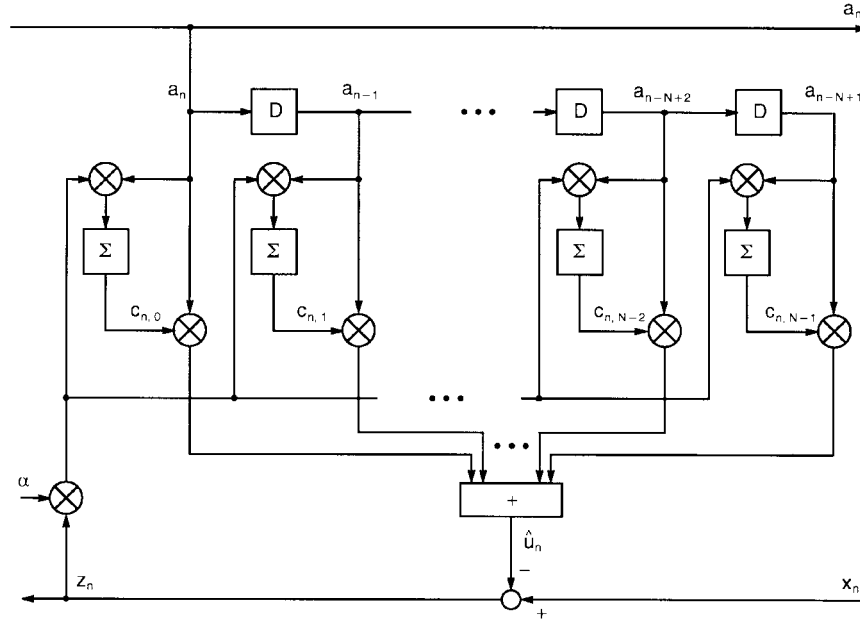 aₙ
aₙ aₙ₋₁ aₙ₋N₊₂ aₙ₋N₊₁
D • • • D D
Σ Σ Σ Σ
cₙ, ₀ cₙ, ₁ cₙ, N₋₂ cₙ, N₋₁
• • •
• • •
α
+
ûₙ
−
zₙ xₙ
+